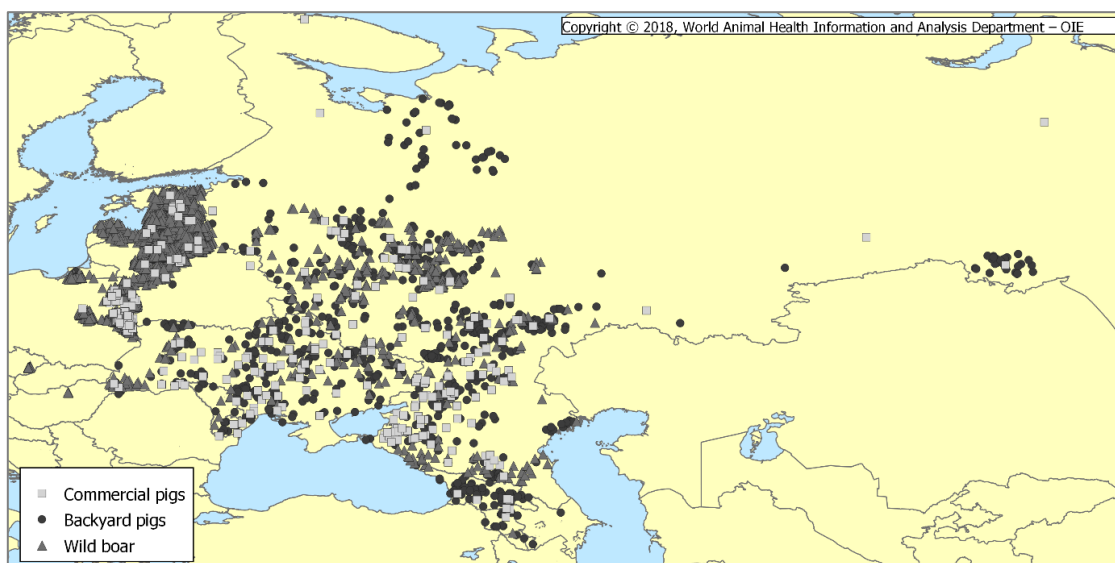 Copyright © 2018, World Animal Health Information and Analysis Department – OIE
Commercial pigs
Backyard pigs
Wild boar